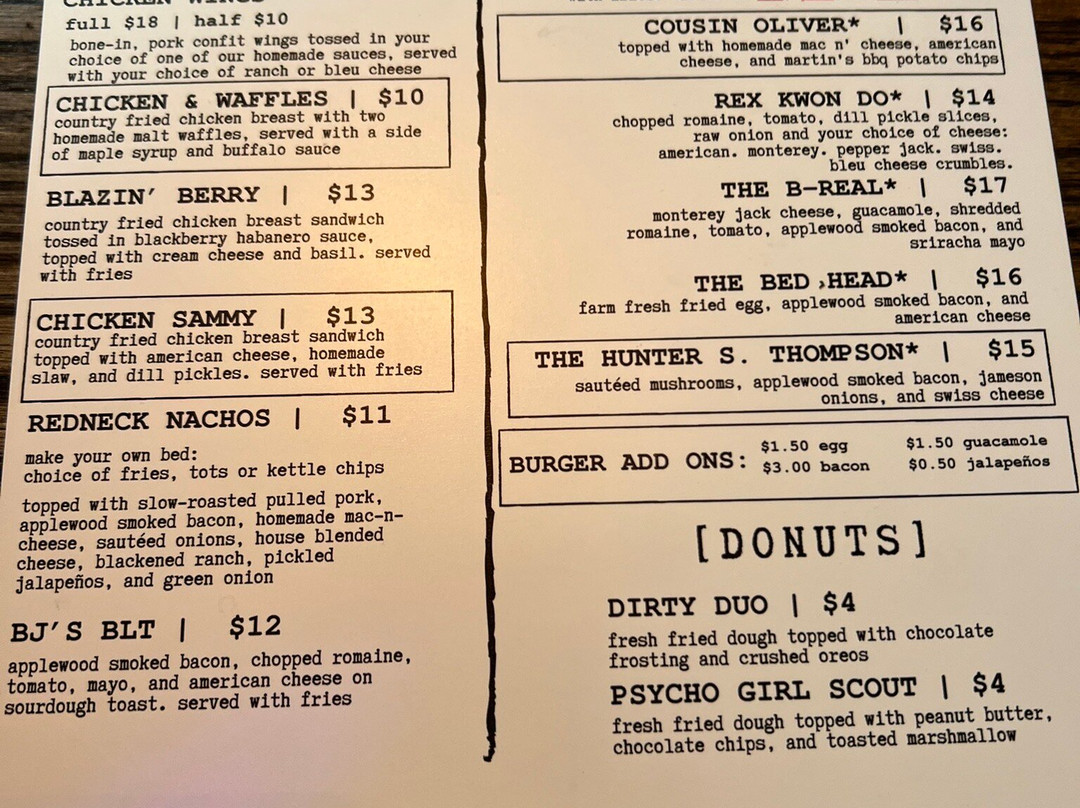 CHICKEN WINGS
full $18 | half $10
bone-in, pork confit wings tossed in your
choice of one of our homemade sauces, served
with your choice of ranch or bleu cheese
CHICKEN & WAFFLES | $10
country fried chicken breast with two
homemade malt waffles, served with a side
of maple syrup and buffalo sauce
BLAZIN' BERRY | $13
country fried chicken breast sandwich
tossed in blackberry habanero sauce,
topped with cream cheese and basil. served
with fries
CHICKEN SAMMY | $13
country fried chicken breast sandwich
topped with american cheese, homemade
slaw, and dill pickles. served with fries
REDNECK NACHOS | $11
make your own bed:
choice of fries, tots or kettle chips
topped with slow-roasted pulled pork,
applewood smoked bacon, homemade mac-n-
cheese, sautéed onions, house blended
cheese, blackened ranch, pickled
jalapeños, and green onion
BJ'S BLT | $12
applewood smoked bacon, chopped romaine,
tomato, mayo, and american cheese on
sourdough toast. served with fries
COUSIN OLIVER* | $16
topped with homemade mac n' cheese, american
cheese, and martin's bbq potato chips
REX KWON DO* | $14
chopped romaine, tomato, dill pickle slices,
raw onion and your choice of cheese:
american. monterey. pepper jack. swiss.
bleu cheese crumbles.
THE B-REAL* | $17
monterey jack cheese, guacamole, shredded
romaine, tomato, applewood smoked bacon, and
sriracha mayo
THE BED HEAD* | $16
farm fresh fried egg, applewood smoked bacon, and
american cheese
THE HUNTER S. THOMPSON* | $15
sautéed mushrooms, applewood smoked bacon, jameson
onions, and swiss cheese
BURGER ADD ONS:
$1.50 egg $1.50 guacamole
$3.00 bacon $0.50 jalapeños
[DONUTS]
DIRTY DUO | $4
fresh fried dough topped with chocolate
frosting and crushed oreos
PSYCHO GIRL SCOUT | $4
fresh fried dough topped with peanut butter,
chocolate chips, and toasted marshmallow